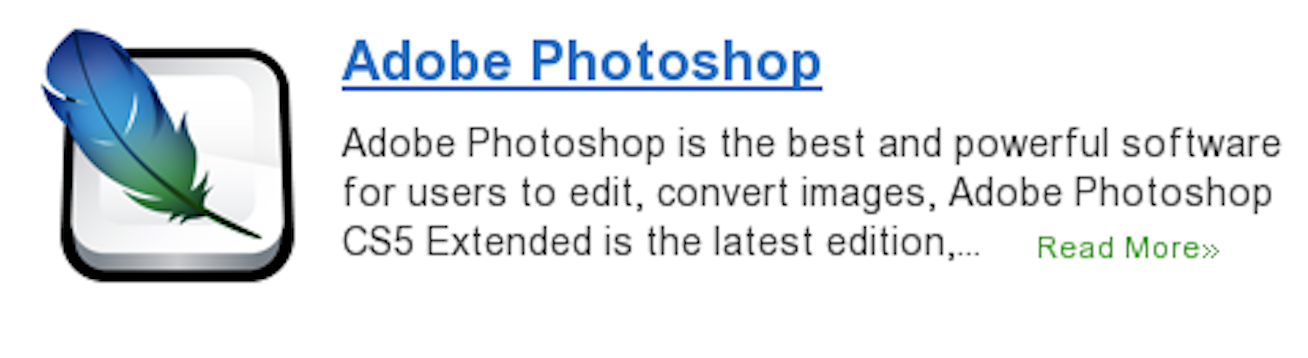 Adobe Photoshop
Adobe Photoshop is the best and powerful software
for users to edit, convert images, Adobe Photoshop
CS5 Extended is the latest edition,... Read More»